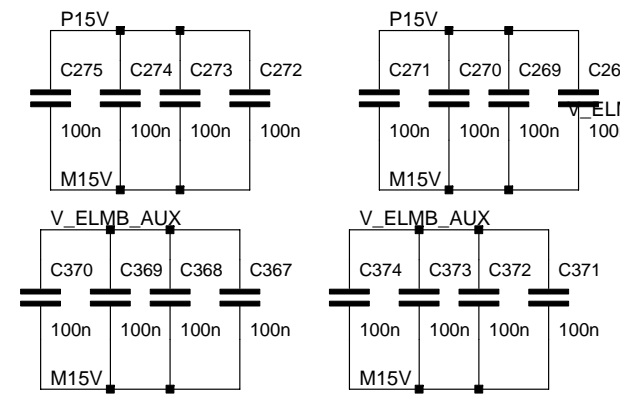 P15V P15V
C275 C274 C273 C272 C271 C270 C269 C26
100n 100n 100n 100n 100n 100n 100n 100
M15V M15V
V_ELMB_AUX V_ELMB_AUX
C370 C369 C368 C367 C374 C373 C372 C371
100n 100n 100n 100n 100n 100n 100n 100n
M15V M15V